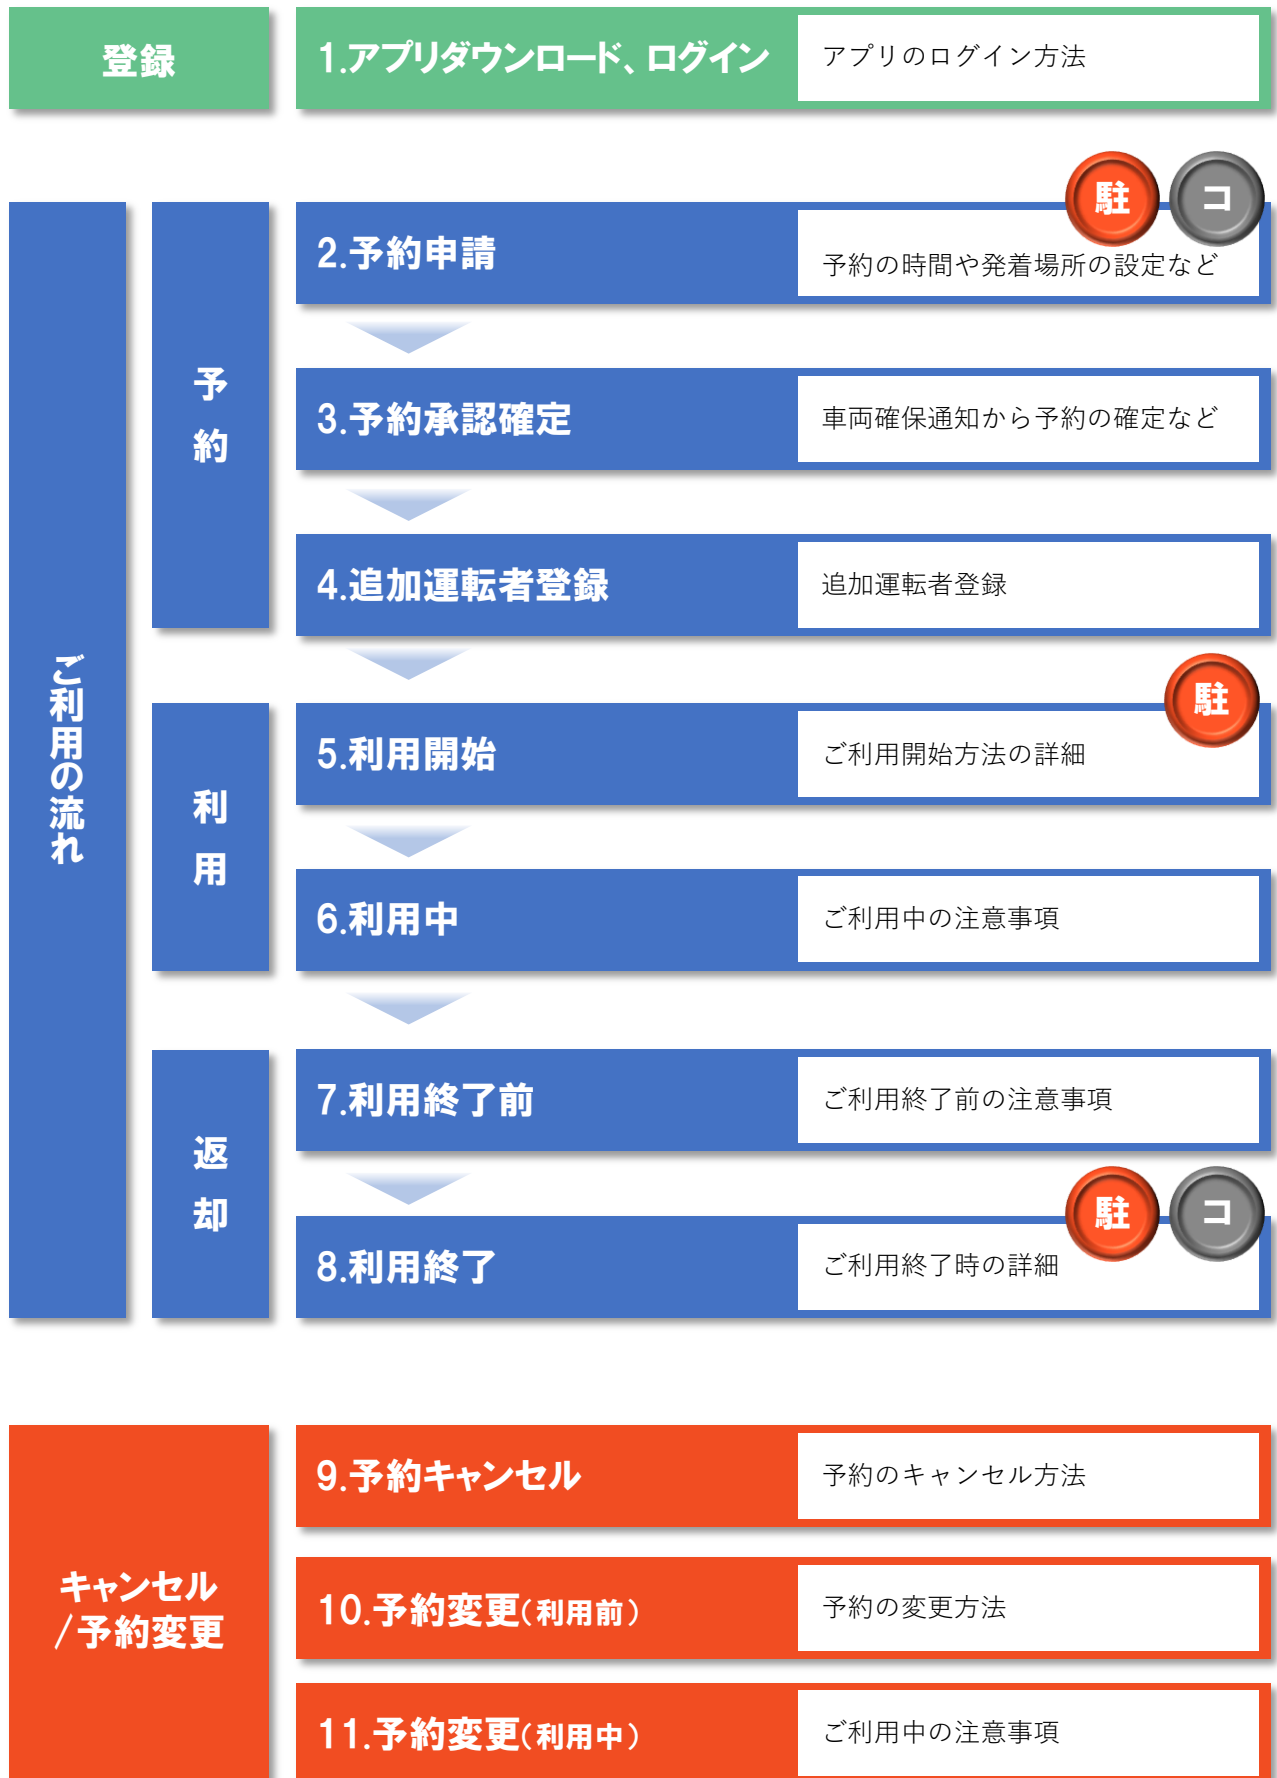 登録
1.アプリダウンロード、ログイン
アプリのログイン方法
ご利用の流れ
予約
駐
コ
2.予約申請
予約の時間や発着場所の設定など
3.予約承認確定
車両確保通知から予約の確定など
4.追加運転者登録
追加運転者登録
利用
駐
5.利用開始
ご利用開始方法の詳細
6.利用中
ご利用中の注意事項
返却
7.利用終了前
ご利用終了前の注意事項
駐
コ
8.利用終了
ご利用終了時の詳細
キャンセル
/予約変更
9.予約キャンセル
予約のキャンセル方法
10.予約変更(利用前)
予約の変更方法
11.予約変更(利用中)
ご利用中の注意事項